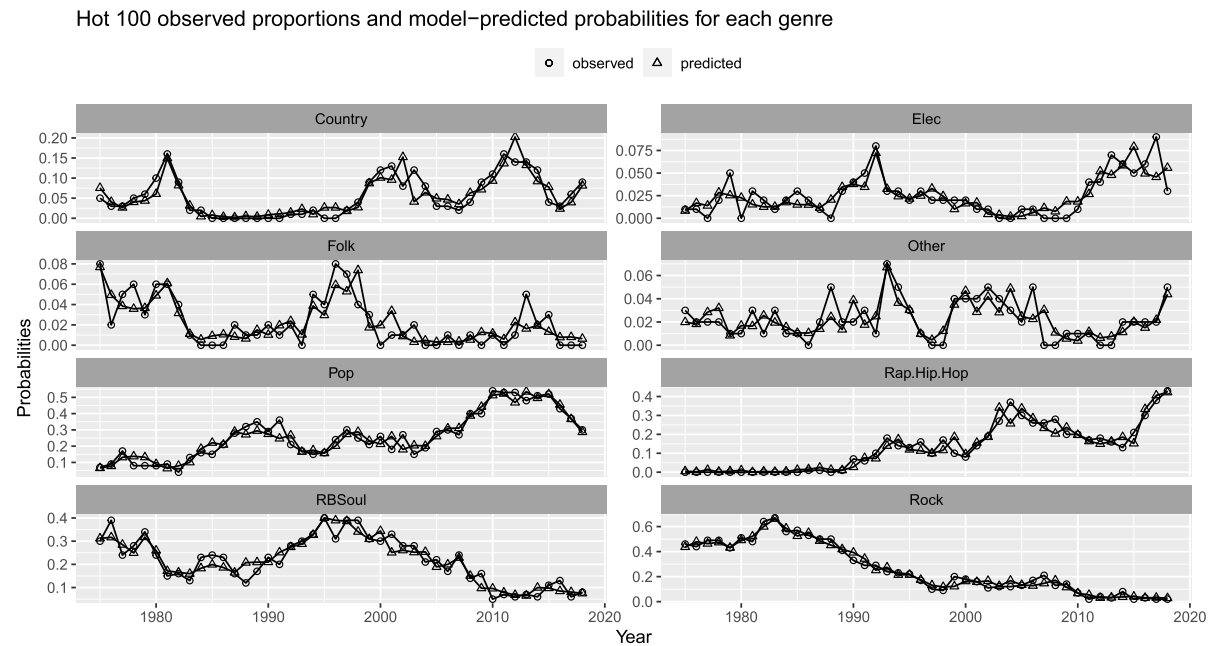 Hot 100 observed proportions and model−predicted probabilities for each genre
observed predicted
Probabilities
Country
0.20
0.15
0.10
0.05
0.00
Elec
0.075
0.050
0.025
0.000
Folk
0.08
0.06
0.04
0.02
0.00
Other
0.06
0.04
0.02
0.00
Pop
0.5
0.4
0.3
0.2
0.1
Rap.Hip.Hop
0.4
0.3
0.2
0.1
0.0
RBSoul
0.4
0.3
0.2
0.1
Rock
0.6
0.4
0.2
0.0
1980 1990 2000 2010 2020 1980 1990 2000 2010 2020
Year